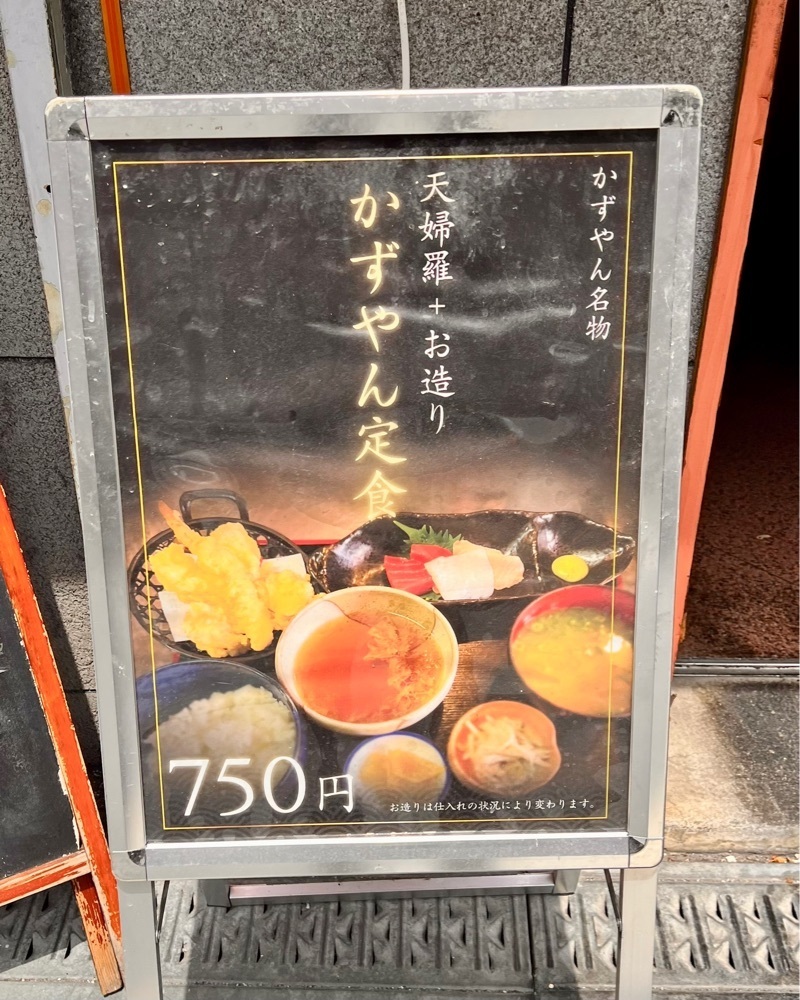 かずやん名物
天婦羅+お造り
かずやん定食
750円
お造りは仕入れの状況により変わります。